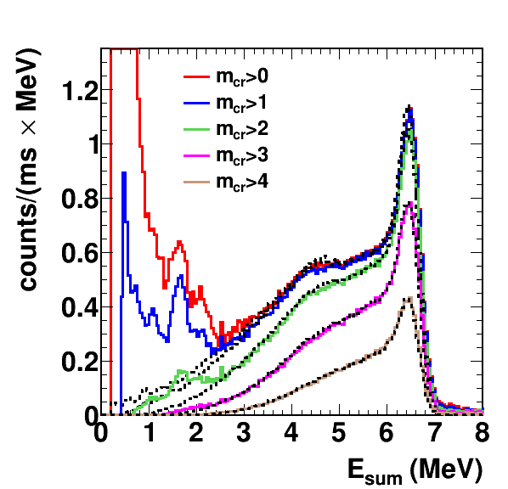 counts/(ms × MeV)
1.2
1
0.8
0.6
0.4
0.2
0
m_cr>0
m_cr>1
m_cr>2
m_cr>3
m_cr>4
0 1 2 3 4 5 6 7 8
E_sum (MeV)